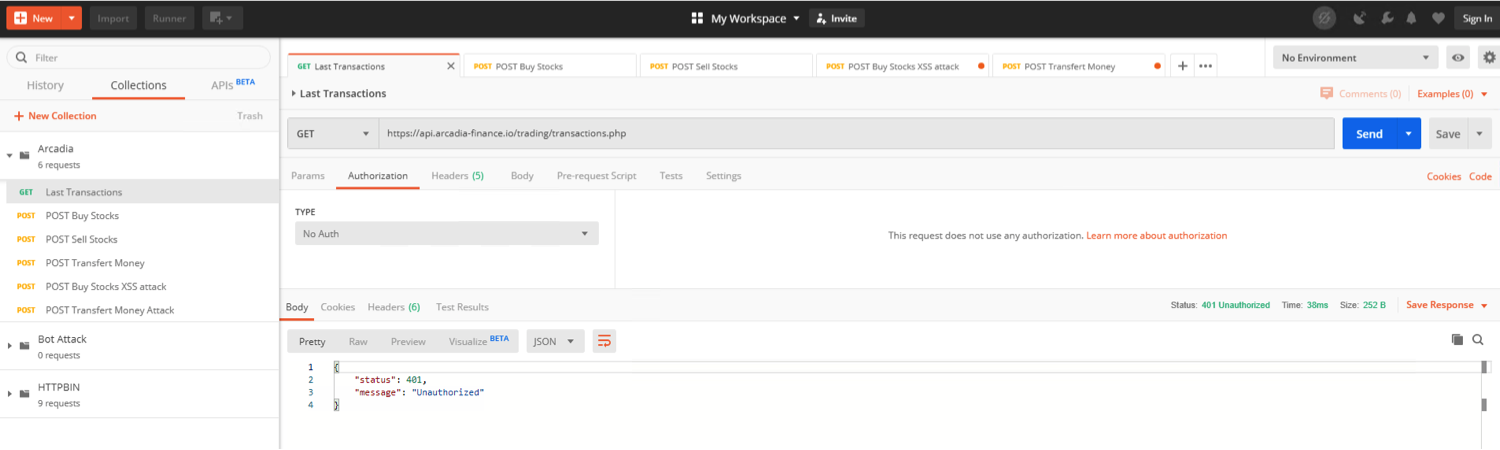 New Import Runner My Workspace Invite Sign In
Filter
History Collections APIs BETA
New Collection Trash
Arcadia
6 requests
GET Last Transactions
POST POST Buy Stocks
POST POST Sell Stocks
POST POST Transfert Money
POST POST Buy Stocks XSS attack
POST POST Transfert Money Attack
Bot Attack
0 requests
HTTPBIN
9 requests
GET Last Transactions POST POST Buy Stocks POST POST Sell Stocks POST POST Buy Stocks XSS attack POST POST Transfert Money No Environment
Last Transactions Comments (0) Examples (0)
GET https://api.arcadia-finance.io/trading/transactions.php Send Save
Params Authorization Headers (5) Body Pre-request Script Tests Settings Cookies Code
TYPE
No Auth
This request does not use any authorization. Learn more about authorization
Body Cookies Headers (6) Test Results Status: 401 Unauthorized Time: 38ms Size: 252 B Save Response
Pretty Raw Preview Visualize BETA JSON
1 {
2 "status": 401,
3 "message": "Unauthorized"
4 }